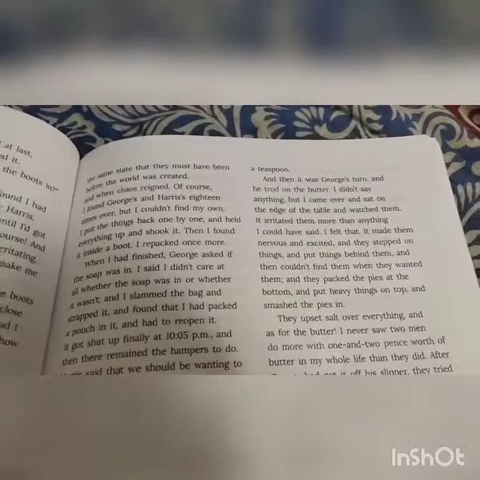 at last,
d it.
the boots in?"
found I had
Harris.
until I'd got
course! And
irritating,
make me
boots
close
ad I
how
the same state that they must have been
before the world was created,
and when chaos reigned. Of course,
I found George's and Harris's eighteen
times over, but I couldn't find my own.
I put the things back one by one, and held
everything up and shook it. Then I found
it inside a boot. I repacked once more.
When I had finished, George asked if
the soap was in. I said I didn't care at
all whether the soap was in or whether
it wasn't; and I slammed the bag and
strapped it, and found that I had packed
a pouch in it, and had to reopen it.
It got shut up finally at 10:05 p.m., and
then there remained the hampers to do.
said that we should be wanting to
a teaspoon.
And then it was George's turn, and
he trod on the butter. I didn't say
anything, but I came over and sat on
the edge of the table and watched them.
It irritated them more than anything
I could have said. I felt that. It made them
nervous and excited, and they stepped on
things, and put things behind them, and
then couldn't find them when they wanted
them; and they packed the pies at the
bottom, and put heavy things on top, and
smashed the pies in.
They upset salt over everything, and
as for the butter! I never saw two men
do more with one-and-two pence worth of
butter in my whole life than they did. After
got it off his slipper, they tried
InShOt